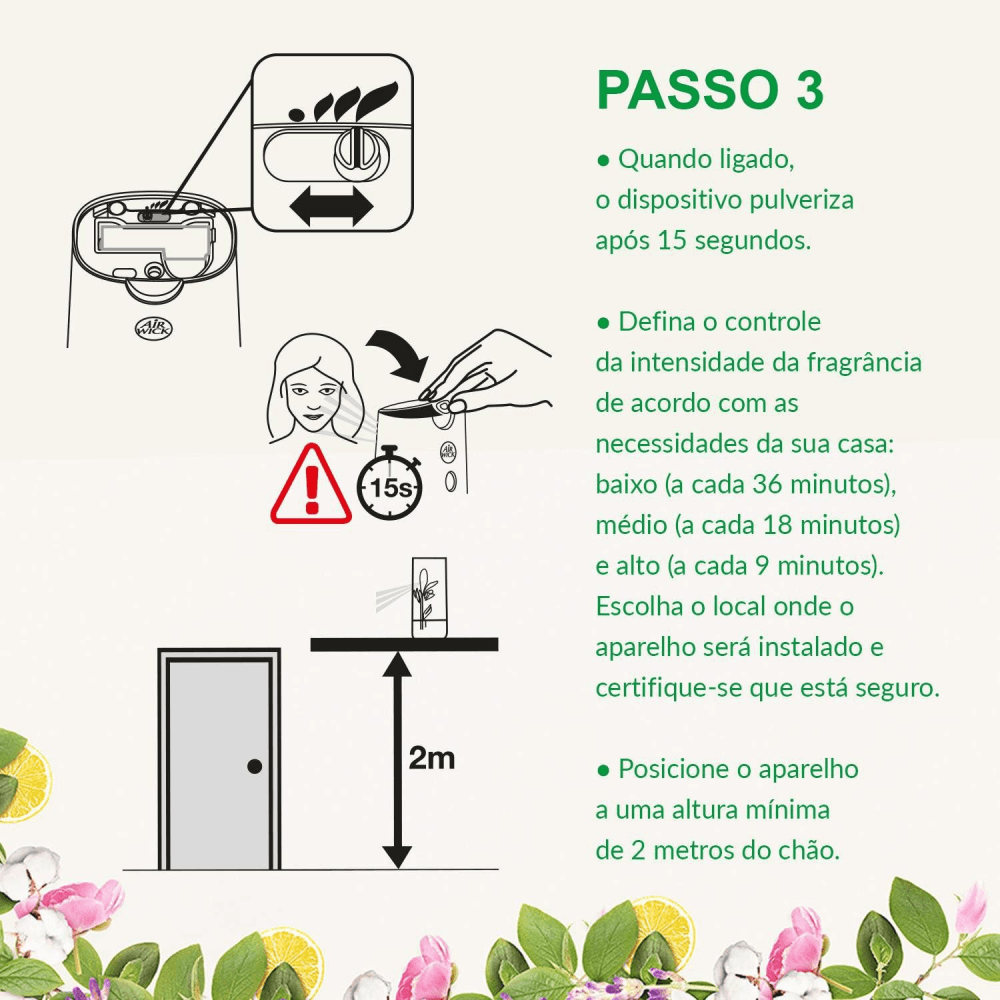 PASSO 3
● Quando ligado,
o dispositivo pulveriza
após 15 segundos.
● Defina o controle
da intensidade da fragrância
de acordo com as
necessidades da sua casa:
baixo (a cada 36 minutos),
médio (a cada 18 minutos)
e alto (a cada 9 minutos).
Escolha o local onde o
aparelho será instalado e
certifique-se que está seguro.
● Posicione o aparelho
a uma altura mínima
de 2 metros do chão.
AIR
WICK
AIR
WICK
15s
2m